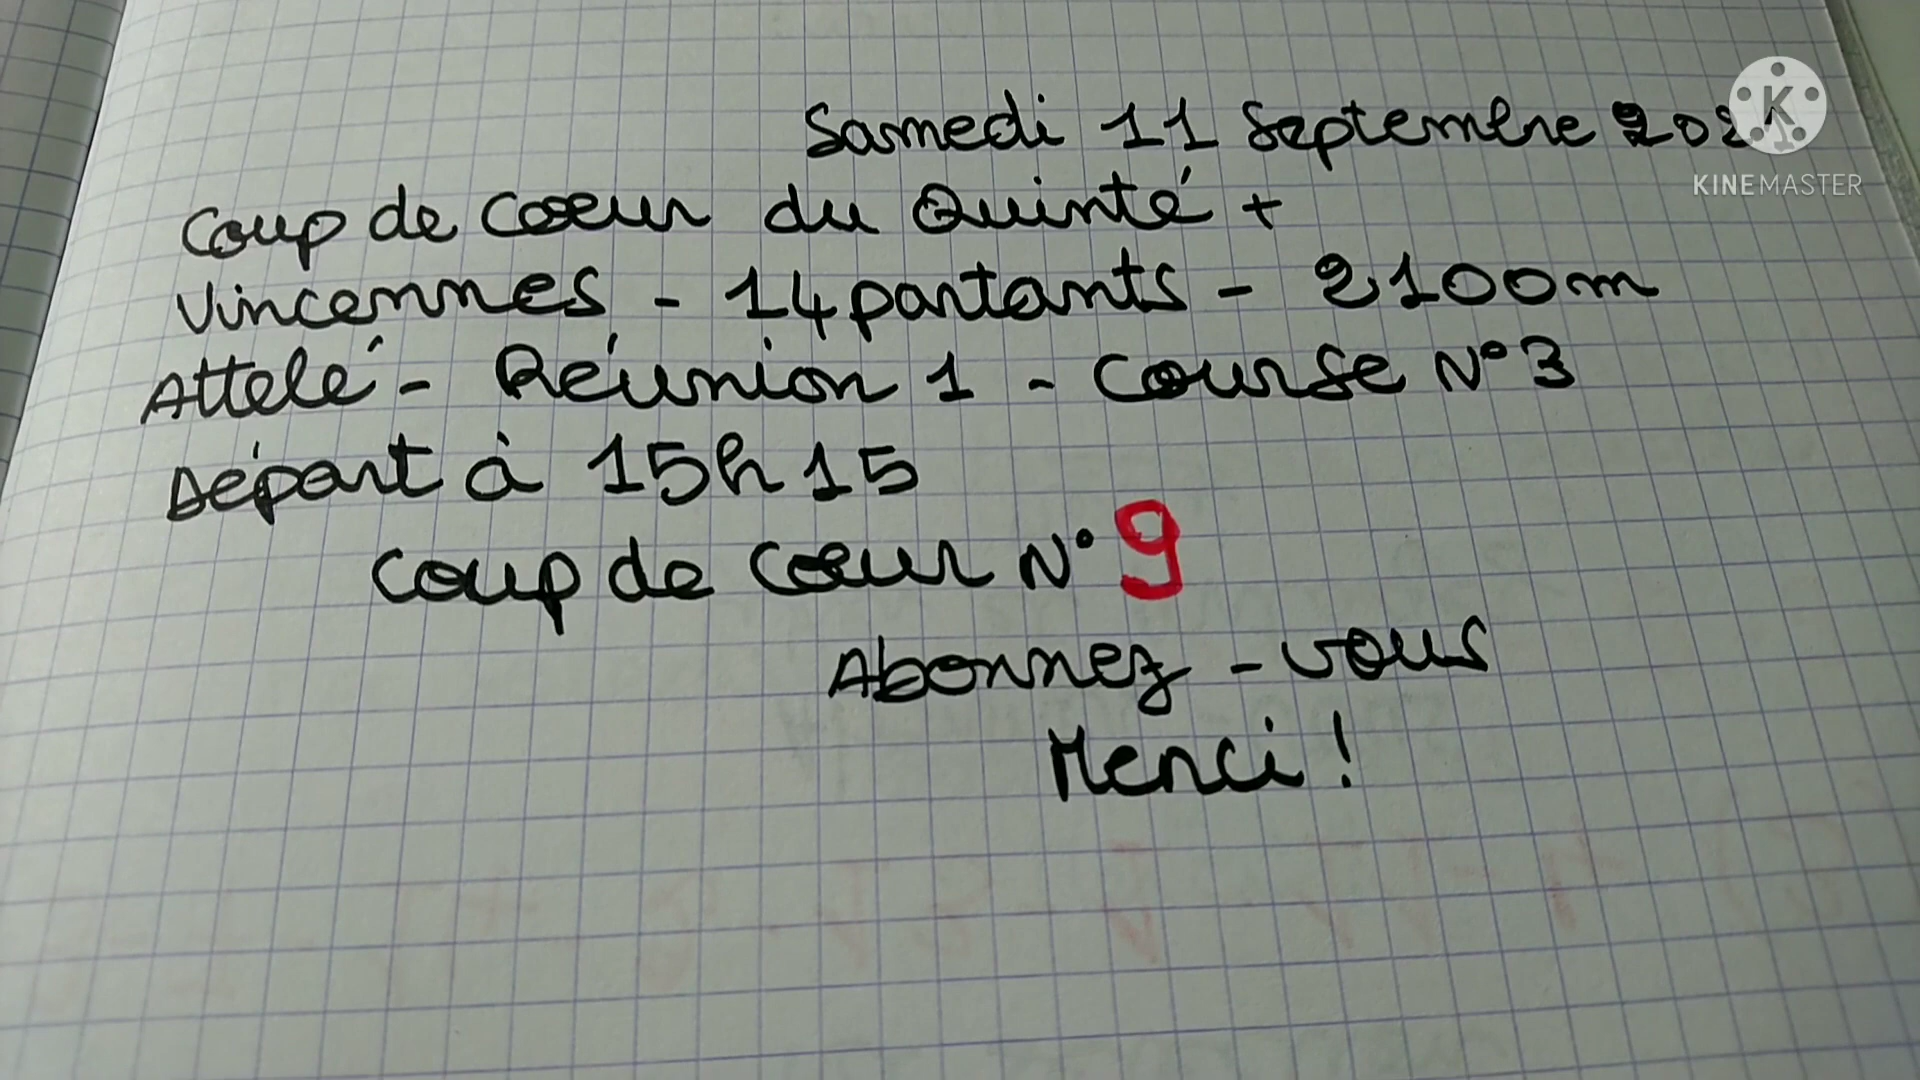 Samedi 11 Septembre 2021
Coup de Coeur du Quinté +
Vincennes - 14 partants - 2100m
Attelé - Réunion 1 - Course N° 3
Départ à 15h15
Coup de Coeur N° 9
Abonnez-vous
Merci !
KINEMASTER